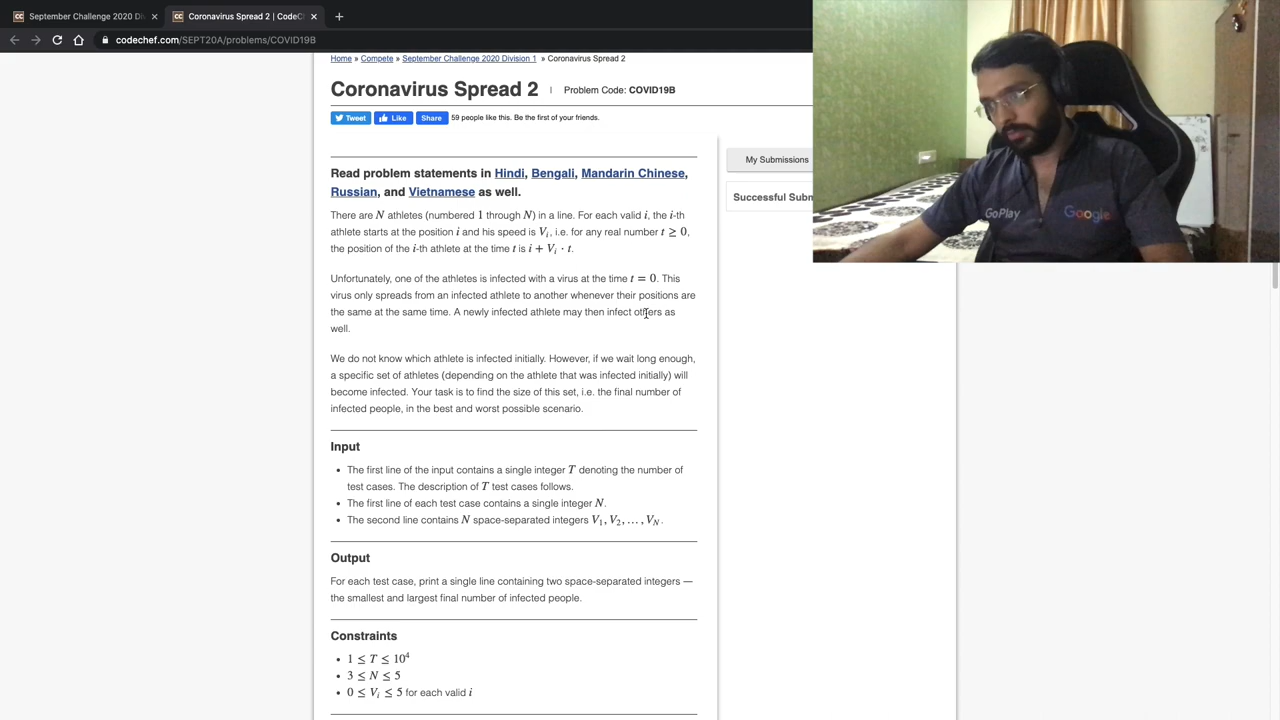 September Challenge 2020 Di
Coronavirus Spread 2 | CodeC
codechef.com/SEPT20A/problems/COVID19B
Home » Compete » September Challenge 2020 Division 1 » Coronavirus Spread 2
Coronavirus Spread 2 | Problem Code: COVID19B
Tweet Like Share 59 people like this. Be the first of your friends.
My Submissions
Read problem statements in Hindi, Bengali, Mandarin Chinese,
Russian, and Vietnamese as well.
Successful Subm
There are N athletes (numbered 1 through N) in a line. For each valid i, the i-th
athlete starts at the position i and his speed is Vᵢ, i.e. for any real number t ≥ 0,
the position of the i-th athlete at the time t is i + Vᵢ · t.
Unfortunately, one of the athletes is infected with a virus at the time t = 0. This
virus only spreads from an infected athlete to another whenever their positions are
the same at the same time. A newly infected athlete may then infect others as
well.
We do not know which athlete is infected initially. However, if we wait long enough,
a specific set of athletes (depending on the athlete that was infected initially) will
become infected. Your task is to find the size of this set, i.e. the final number of
infected people, in the best and worst possible scenario.
Input
• The first line of the input contains a single integer T denoting the number of
test cases. The description of T test cases follows.
• The first line of each test case contains a single integer N.
• The second line contains N space-separated integers V₁, V₂, …, V_N.
Output
For each test case, print a single line containing two space-separated integers —
the smallest and largest final number of infected people.
Constraints
• 1 ≤ T ≤ 10⁴
• 3 ≤ N ≤ 5
• 0 ≤ Vᵢ ≤ 5 for each valid i
GoPlay
Google